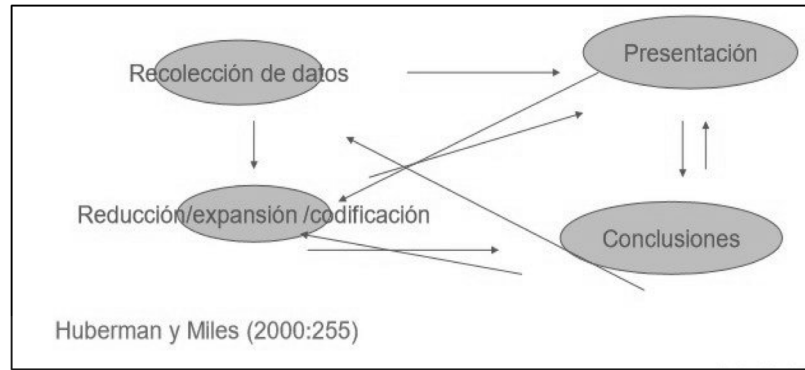 Recolección de datos
Presentación
Reducción/expansión /codificación
Conclusiones
Huberman y Miles (2000:255)